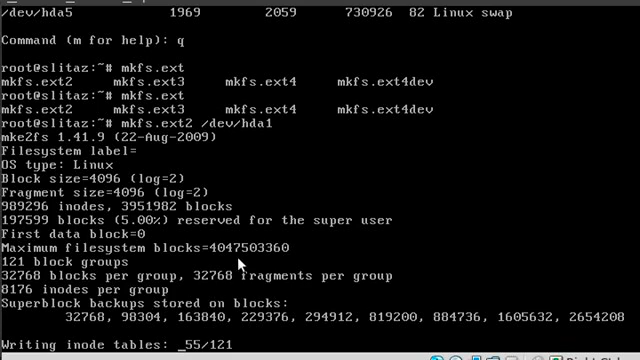 /dev/hda5 1969 2059 730926 82 Linux swap
Command (m for help): q
root@slitaz:~# mkfs.ext
mkfs.ext2 mkfs.ext3 mkfs.ext4 mkfs.ext4dev
root@slitaz:~# mkfs.ext
mkfs.ext2 mkfs.ext3 mkfs.ext4 mkfs.ext4dev
root@slitaz:~# mkfs.ext2 /dev/hda1
mke2fs 1.41.9 (22-Aug-2009)
Filesystem label=
OS type: Linux
Block size=4096 (log=2)
Fragment size=4096 (log=2)
989296 inodes, 3951982 blocks
197599 blocks (5.00%) reserved for the super user
First data block=0
Maximum filesystem blocks=4047503360
121 block groups
32768 blocks per group, 32768 fragments per group
8176 inodes per group
Superblock backups stored on blocks:
32768, 98304, 163840, 229376, 294912, 819200, 884736, 1605632, 2654208
Writing inode tables: _55/121